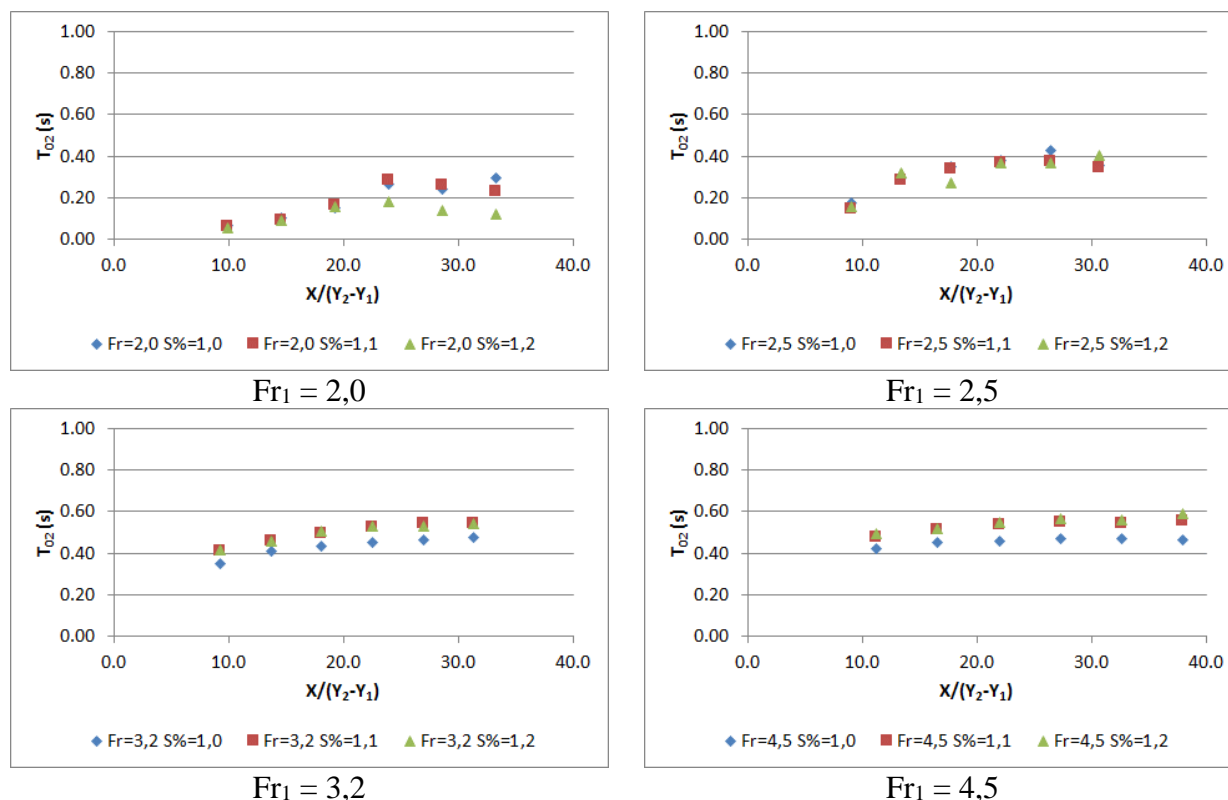 1.00
0.80
0.60
0.40
0.20
0.00
T02 (s)
0.0 10.0 20.0 30.0 40.0
X/(Y2-Y1)
Fr=2,0 S%=1,0 Fr=2,0 S%=1,1 Fr=2,0 S%=1,2
Fr1 = 2,0
1.00
0.80
0.60
0.40
0.20
0.00
T02 (s)
0.0 10.0 20.0 30.0 40.0
X/(Y2-Y1)
Fr=2,5 S%=1,0 Fr=2,5 S%=1,1 Fr=2,5 S%=1,2
Fr1 = 2,5
1.00
0.80
0.60
0.40
0.20
0.00
T02 (s)
0.0 10.0 20.0 30.0 40.0
X/(Y2-Y1)
Fr=3,2 S%=1,0 Fr=3,2 S%=1,1 Fr=3,2 S%=1,2
Fr1 = 3,2
1.00
0.80
0.60
0.40
0.20
0.00
T02 (s)
0.0 10.0 20.0 30.0 40.0
X/(Y2-Y1)
Fr=4,5 S%=1,0 Fr=4,5 S%=1,1 Fr=4,5 S%=1,2
Fr1 = 4,5